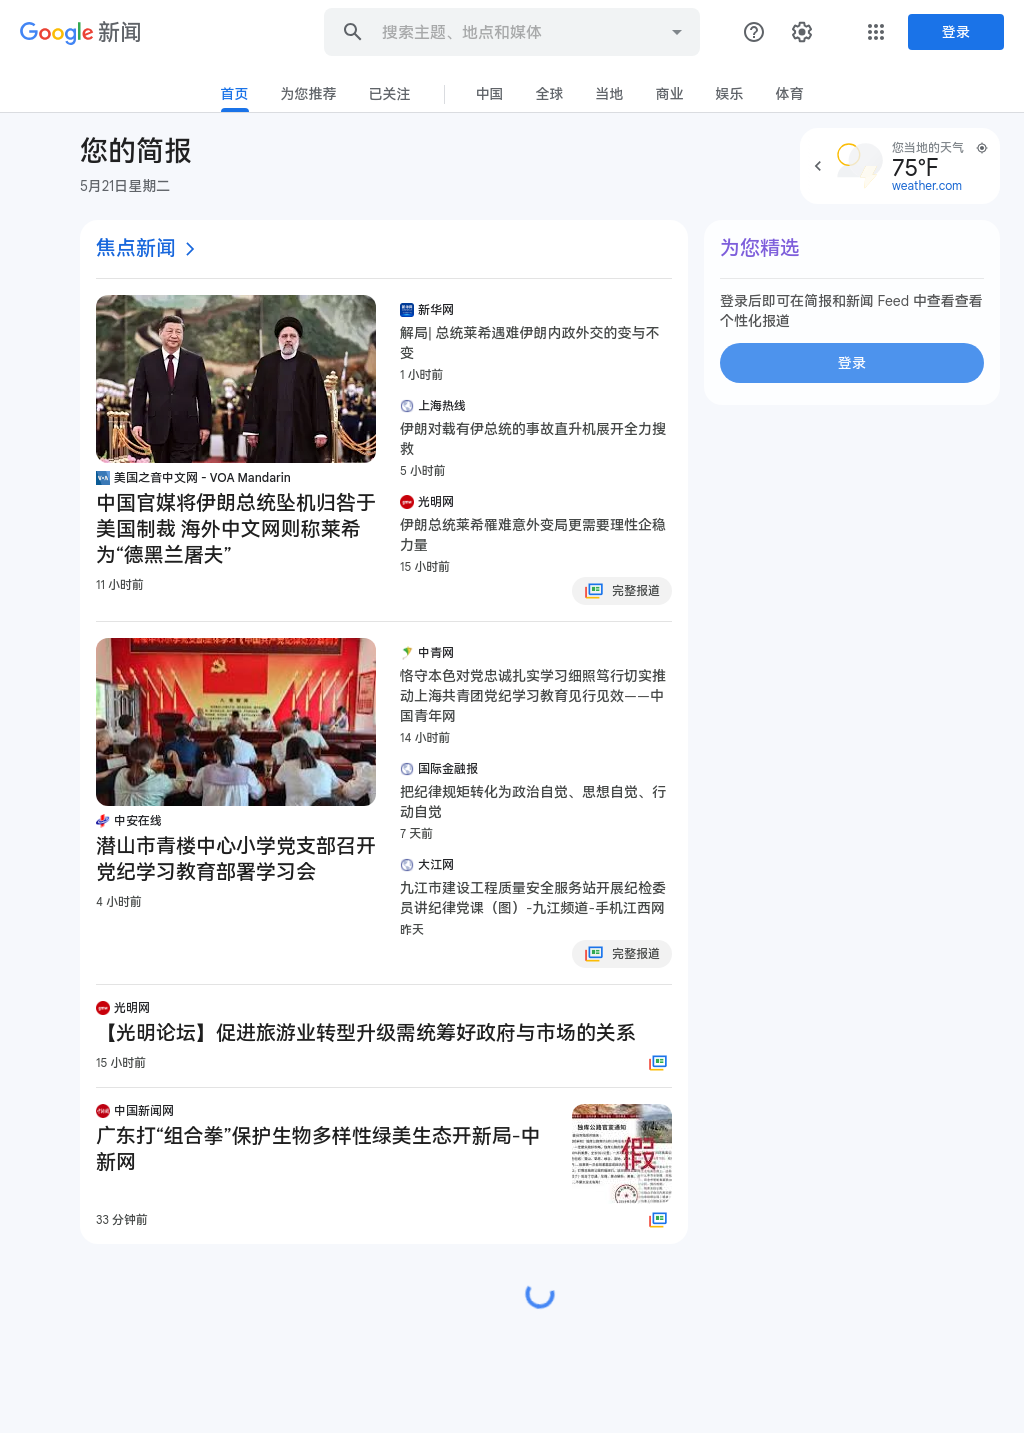 Google 新闻
搜索主题、地点和媒体
登录
首页
为您推荐
已关注
中国
全球
当地
商业
娱乐
体育
您的简报
5月21日星期二
您当地的天气
75°F
weather.com
焦点新闻
美国之音中文网 - VOA Mandarin
中国官媒将伊朗总统坠机归咎于
美国制裁 海外中文网则称莱希
为“德黑兰屠夫”
11 小时前
新华网
解局| 总统莱希遇难伊朗内政外交的变与不
变
1 小时前
上海热线
伊朗对载有伊总统的事故直升机展开全力搜
救
5 小时前
光明网
伊朗总统莱希罹难意外变局更需要理性企稳
力量
15 小时前
完整报道
中安在线
潜山市青楼中心小学党支部召开
党纪学习教育部署学习会
4 小时前
中青网
恪守本色对党忠诚扎实学习细照笃行切实推
动上海共青团党纪学习教育见行见效——中
国青年网
14 小时前
国际金融报
把纪律规矩转化为政治自觉、思想自觉、行
动自觉
7 天前
大江网
九江市建设工程质量安全服务站开展纪检委
员讲纪律党课（图）-九江频道-手机江西网
昨天
完整报道
光明网
【光明论坛】促进旅游业转型升级需统筹好政府与市场的关系
15 小时前
中国新闻网
广东打“组合拳”保护生物多样性绿美生态开新局-中
新网
33 分钟前
独库公路官宣通知
假
为您精选
登录后即可在简报和新闻 Feed 中查看查看
个性化报道
登录